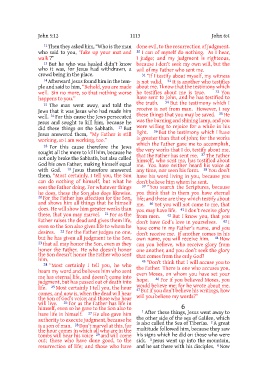 John 5:12 1113 John 6:4
12 Then they asked him, “Who is the man
who said to you, ‘Take up your mat and
walk’?”
13 But he who was healed didn’t know
who it was, for Jesus had withdrawn, a
crowd being in the place.
14 Afterward Jesus found him in the tem-
ple and said to him, “Behold, you are made
well. Sin no more, so that nothing worse
happens to you.”
15 The man went away, and told the
Jews that it was Jesus who had made him
well. 16 For this cause the Jews persecuted
Jesus and sought to kill him, because he
did these things on the Sabbath. 17 But
Jesus answered them, “My Father is still
working, so I am working, too.”
18 For this cause therefore the Jews
sought all the more to kill him, because he
not only broke the Sabbath, but also called
God his own Father, making himself equal
with God. 19 Jesus therefore answered
them, “Most certainly, I tell you, the Son
can do nothing of himself, but what he
sees the Father doing. For whatever things
he does, these the Son also does likewise.
20 For the Father has affection for the Son,
and shows him all things that he himself
does. He will show him greater works than
these, that you may marvel. 21 For as the
Father raises the dead and gives them life,
even so the Son also gives life to whom he
desires. 22 For the Father judges no one,
but he has given all judgment to the Son,
23 that all may honor the Son, even as they
honor the Father. He who doesn’t honor
the Son doesn’t honor the Father who sent
him.
24 “Most certainly I tell you, he who
hears my word and believes him who sent
me has eternal life, and doesn’t come into
judgment, but has passed out of death into
life. 25 Most certainly I tell you, the hour
comes, and now is, when the dead will hear
the Son of God’s voice; and those who hear
will live. 26 For as the Father has life in
himself, even so he gave to the Son also to
have life in himself. 27 He also gave him
authority to execute judgment, because he
is a son of man. 28 Don’t marvel at this, for
the hour comes in which all who are in the
tombs will hear his voice 29 and will come
out; those who have done good, to the
resurrection of life; and those who have
done evil, to the resurrection of judgment.
30 I can of myself do nothing. As I hear,
I judge; and my judgment is righteous,
because I don’t seek my own will, but the
will of my Father who sent me.
31 “If I testify about myself, my witness
is not valid. 32 It is another who testifies
about me. I know that the testimony which
he testifies about me is true. 33 You
have sent to John, and he has testified to
the truth. 34 But the testimony which I
receive is not from man. However, I say
these things that you may be saved. 35 He
was the burning and shining lamp, and you
were willing to rejoice for a while in his
light. 36 But the testimony which I have
is greater than that of John; for the works
which the Father gave me to accomplish,
the very works that I do, testify about me,
that the Father has sent me. 37 The Father
himself, who sent me, has testified about
me. You have neither heard his voice at
any time, nor seen his form. 38 You don’t
have his word living in you, because you
don’t believe him whom he sent.
39 “You search the Scriptures, because
you think that in them you have eternal
life; and these are they which testify about
me. 40 Yet you will not come to me, that
you may have life. 41 I don’t receive glory
from men. 42 But I know you, that you
don’t have God’s love in yourselves. 43 I
have come in my Father’s name, and you
don’t receive me. If another comes in his
own name, you will receive him. 44 How
can you believe, who receive glory from
one another, and you don’t seek the glory
that comes from the only God?
45 “Don’t think that I will accuse you to
the Father. There is one who accuses you,
even Moses, on whom you have set your
hope. 46 For if you believed Moses, you
would believe me; for he wrote about me.
47 But if you don’t believe his writings, how
will you believe my words?”
6
1 After these things, Jesus went away to
the other side of the sea of Galilee, which
is also called the Sea of Tiberias. 2 A great
multitude followed him, because they saw
his signs which he did on those who were
sick. 3 Jesus went up into the mountain,
and he sat there with his disciples. 4 Now